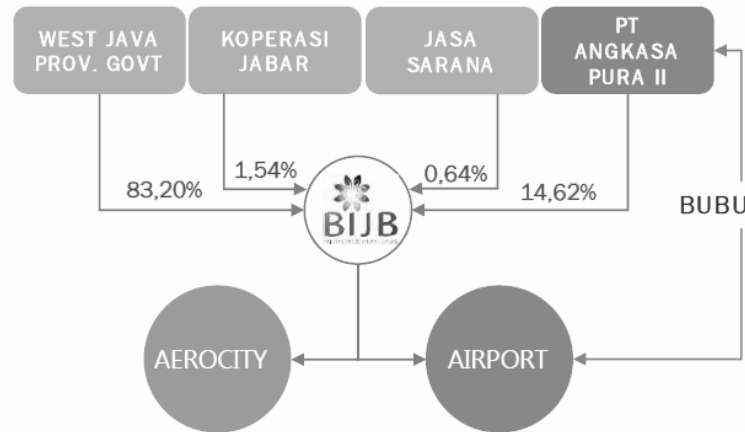 WEST JAVA
PROV. GOVT
KOPERASI
JABAR
JASA
SARANA
PT
ANGKASA
PURA II
83,20%
1,54%
0,64%
14,62%
BIJB
BUBU
AEROCITY
AIRPORT